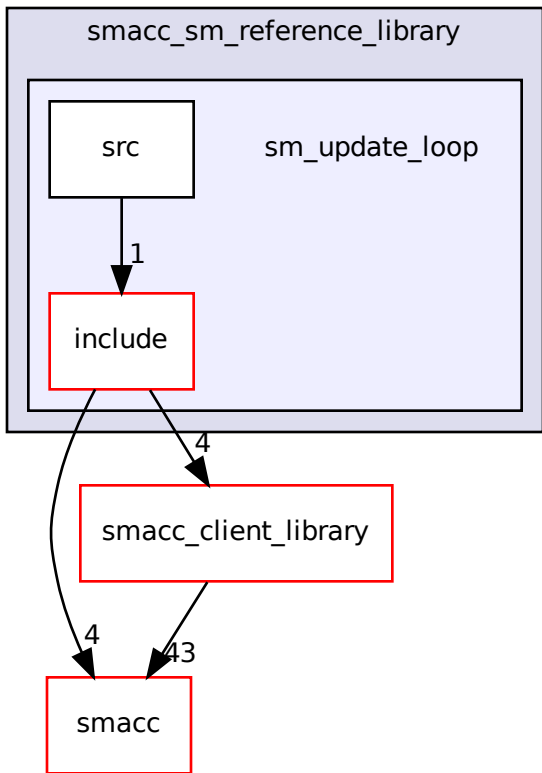 smacc_sm_reference_library
src
sm_update_loop
1
include
4
smacc_client_library
4
43
smacc